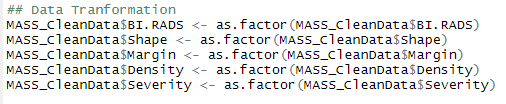 ## Data Tranformation
MASS_CleanData$BI.RADS <- as.factor(MASS_CleanData$BI.RADS)
MASS_CleanData$Shape <- as.factor(MASS_CleanData$Shape)
MASS_CleanData$Margin <- as.factor(MASS_CleanData$Margin)
MASS_CleanData$Density <- as.factor(MASS_CleanData$Density)
MASS_CleanData$Severity <- as.factor(MASS_CleanData$Severity)